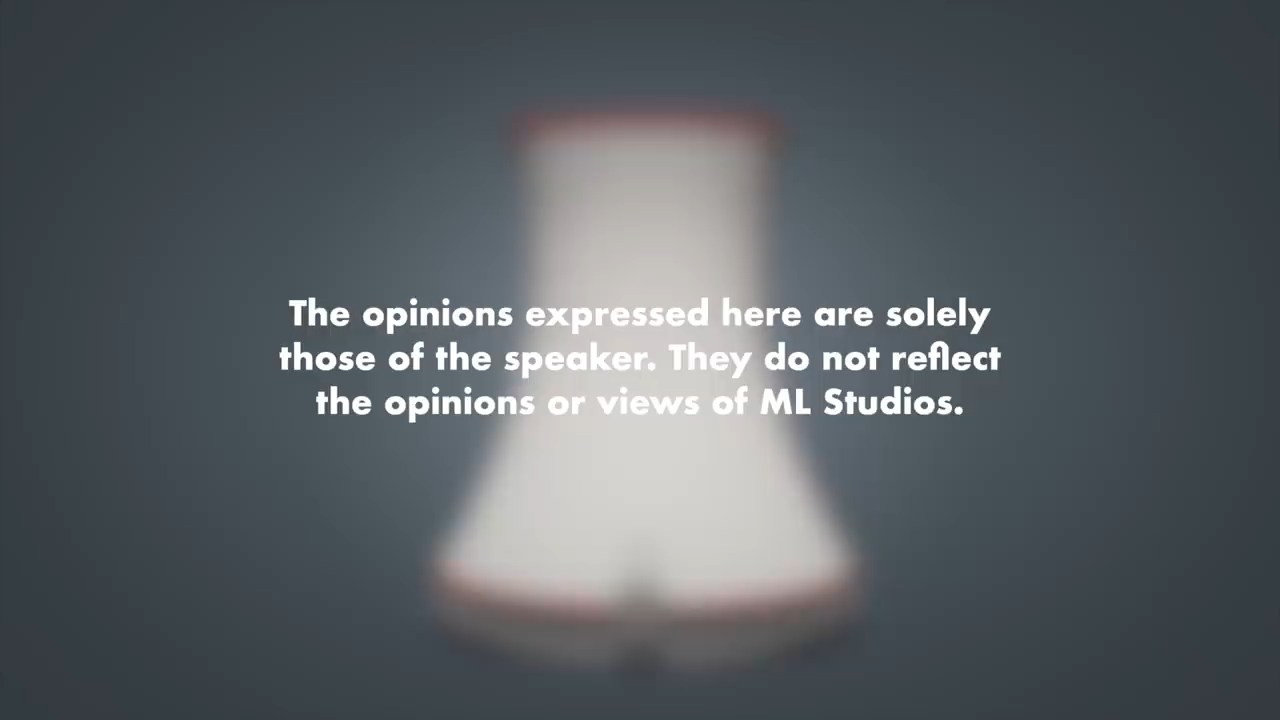 The opinions expressed here are solely
those of the speaker. They do not reflect
the opinions or views of ML Studios.